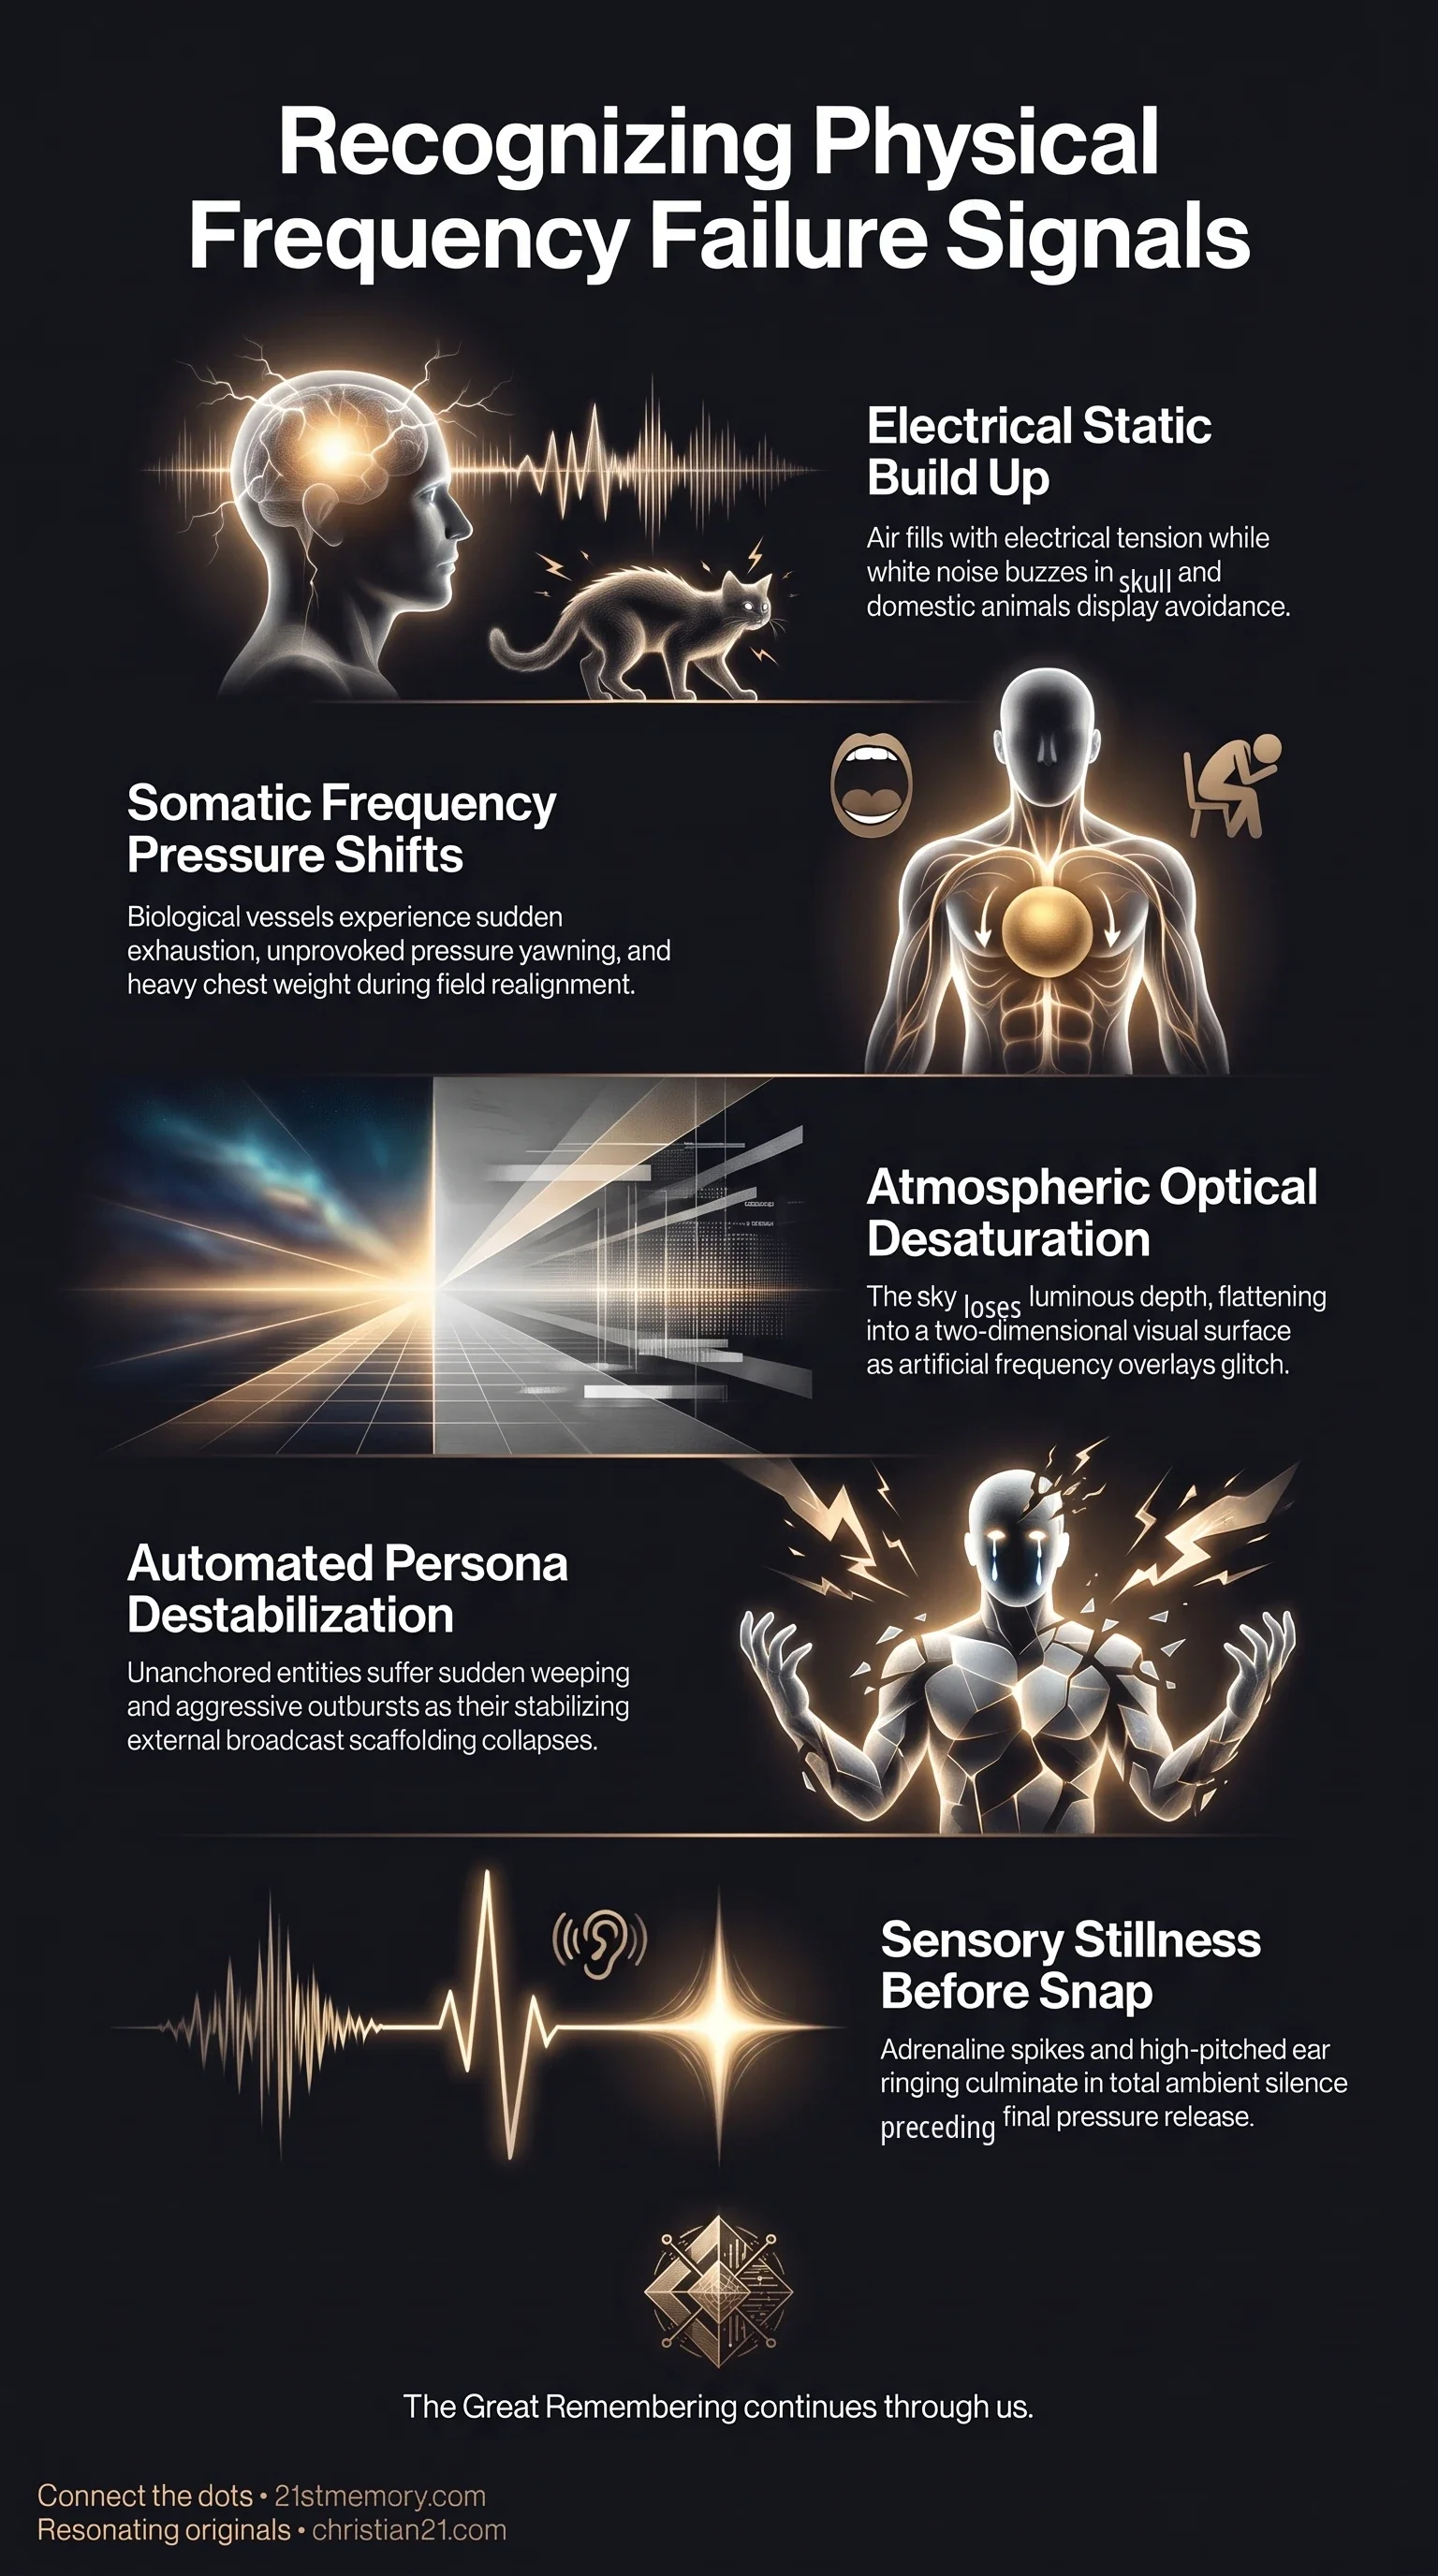 Recognizing Physical
Frequency Failure Signals
Electrical Static
Build Up
Air fills with electrical tension while
white noise buzzes in skull and
domestic animals display avoidance.
Somatic Frequency
Pressure Shifts
Biological vessels experience sudden
exhaustion, unprovoked pressure yawning, and
heavy chest weight during field realignment.
Atmospheric Optical
Desaturation
The sky loses luminous depth, flattening
into a two-dimensional visual surface
as artificial frequency overlays glitch.
Automated Persona
Destabilization
Unanchored entities suffer sudden weeping
and aggressive outbursts as their stabilizing
external broadcast scaffolding collapses.
Sensory Stillness
Before Snap
Adrenaline spikes and high-pitched ear
ringing culminate in total ambient silence
preceding final pressure release.
The Great Remembering continues through us.
Connect the dots • 21stmemory.com
Resonating originals • christian21.com